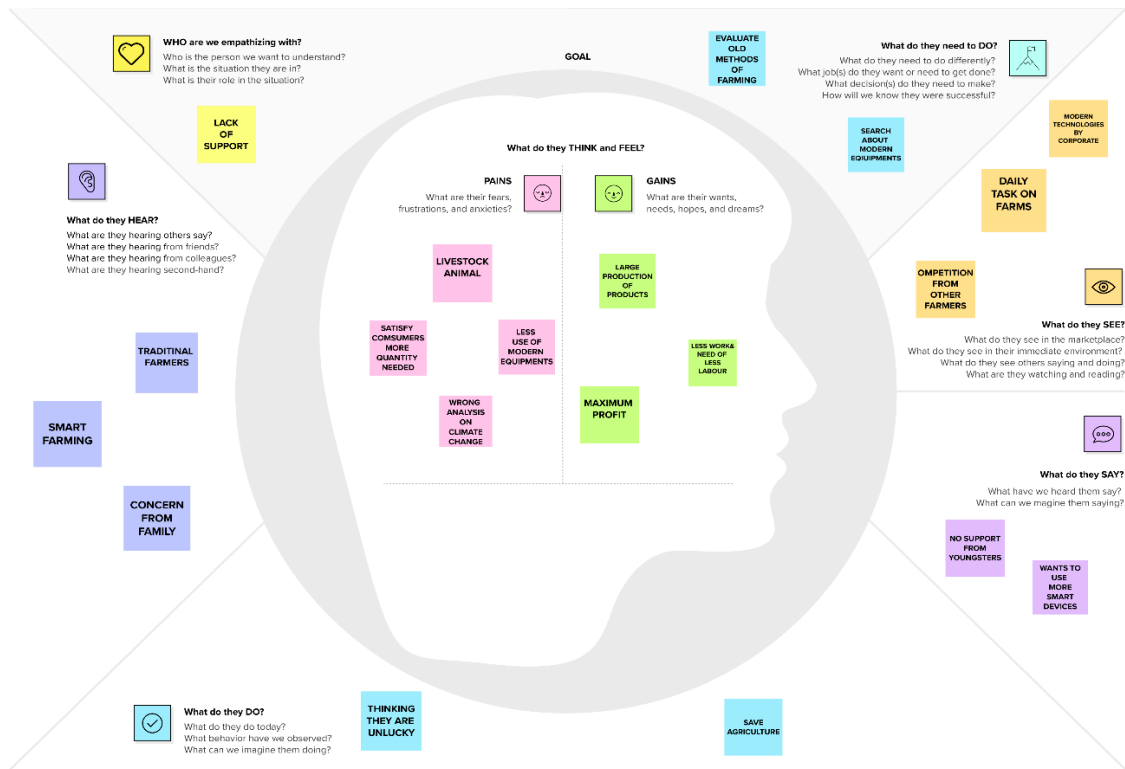 WHO are we empathizing with?
Who is the person we want to understand?
What is the situation they are in?
What is their role in the situation?
LACK
OF
SUPPORT
GOAL
EVALUATE
OLD
METHODS
OF
FARMING
What do they need to DO?
What do they need to do differently?
What job(s) do they want or need to get done?
What decision(s) do they need to make?
How will we know they were successful?
SEARCH
ABOUT
MODERN
EQIUIPMENTS
MODERN
TECHNOLOGIES
BY
CORPORATE
DAILY
TASK ON
FARMS
OMPETITION
FROM
OTHER
FARMERS
What do they SEE?
What do they see in the marketplace?
What do they see in their immediate environment?
What do they see others saying and doing?
What are they watching and reading?
What do they HEAR?
What are they hearing others say?
What are they hearing from friends?
What are they hearing from colleagues?
What are they hearing second-hand?
TRADITINAL
FARMERS
SMART
FARMING
CONCERN
FROM
FAMILY
What do they THINK and FEEL?
PAINS
What are their fears,
frustrations, and anxieties?
GAINS
What are their wants,
needs, hopes, and dreams?
LIVESTOCK
ANIMAL
SATISFY
COMSUMERS
MORE
QUANTITY
NEEDED
LESS
USE OF
MODERN
EQUIPMENTS
WRONG
ANALYSIS
ON
CLIMATE
CHANGE
LARGE
PRODUCTION
OF
PRODUCTS
LESS WORK&
NEED OF
LESS
LABOUR
MAXIMUM
PROFIT
What do they SAY?
What have we heard them say?
What can we magine them saying?
NO SUPPORT
FROM
YOUNGSTERS
WANTS TO
USE
MORE
SMART
DEVICES
What do they DO?
What do they do today?
What behavior have we observed?
What can we imagine them doing?
THINKING
THEY ARE
UNLUCKY
SAVE
AGRICULTURE